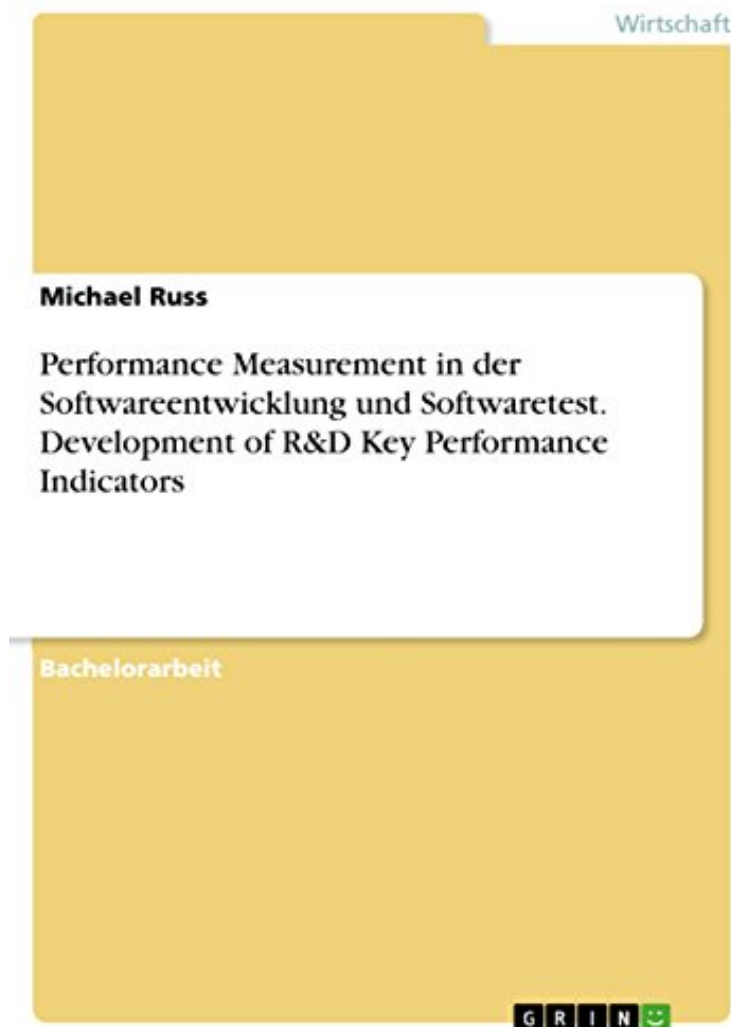 Wirtschaft
Michael Russ
Performance Measurement in der
Softwareentwicklung und Softwaretest.
Development of R&D Key Performance
Indicators
Bachelorarbeit
GRIN